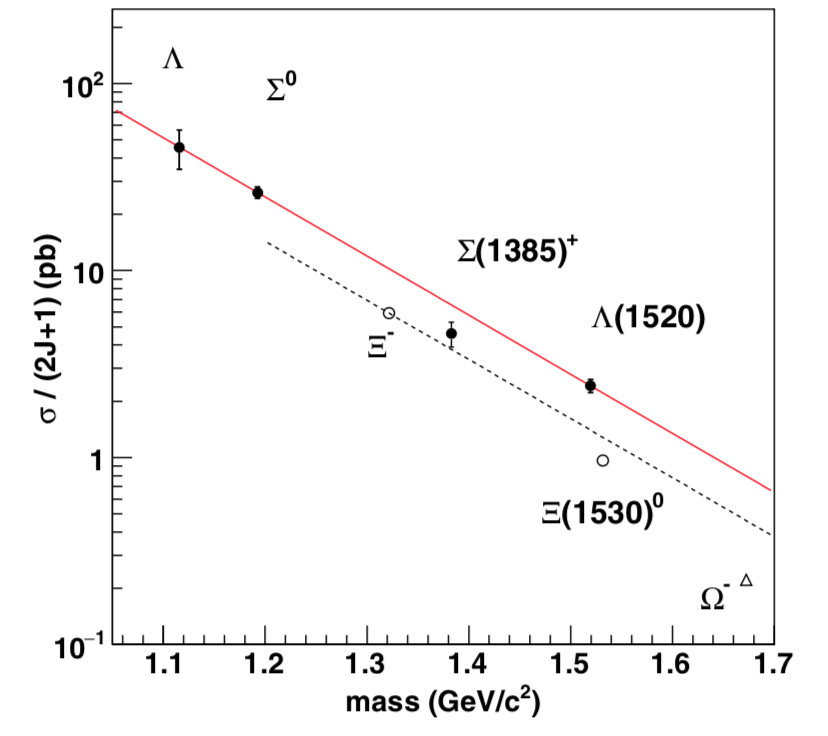 Λ
Σ⁰
10²
Σ(1385)⁺
10
Λ(1520)
Ξ⁻
σ / (2J+1) (pb)
1
Ξ(1530)⁰
Ω⁻
10⁻¹
1.1 1.2 1.3 1.4 1.5 1.6 1.7
mass (GeV/c²)